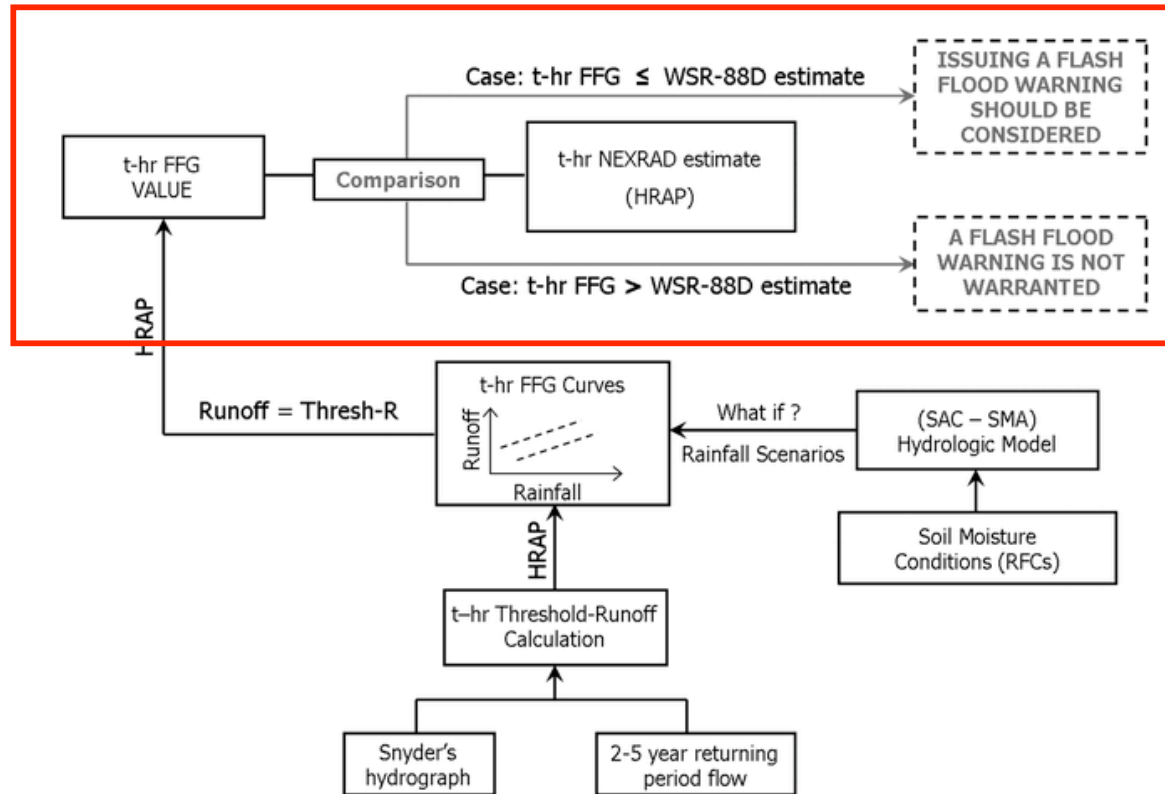 Case: t-hr FFG ≤ WSR-88D estimate
ISSUING A FLASH
FLOOD WARNING
SHOULD BE
CONSIDERED
t-hr FFG
VALUE
Comparison
t-hr NEXRAD estimate
(HRAP)
Case: t-hr FFG > WSR-88D estimate
A FLASH FLOOD
WARNING IS NOT
WARRANTED
HRAP
Runoff = Thresh-R
t-hr FFG Curves
Runoff
Rainfall
What if ?
Rainfall Scenarios
(SAC – SMA)
Hydrologic Model
Soil Moisture
Conditions (RFCs)
HRAP
t–hr Threshold-Runoff
Calculation
Snyder's
hydrograph
2-5 year returning
period flow